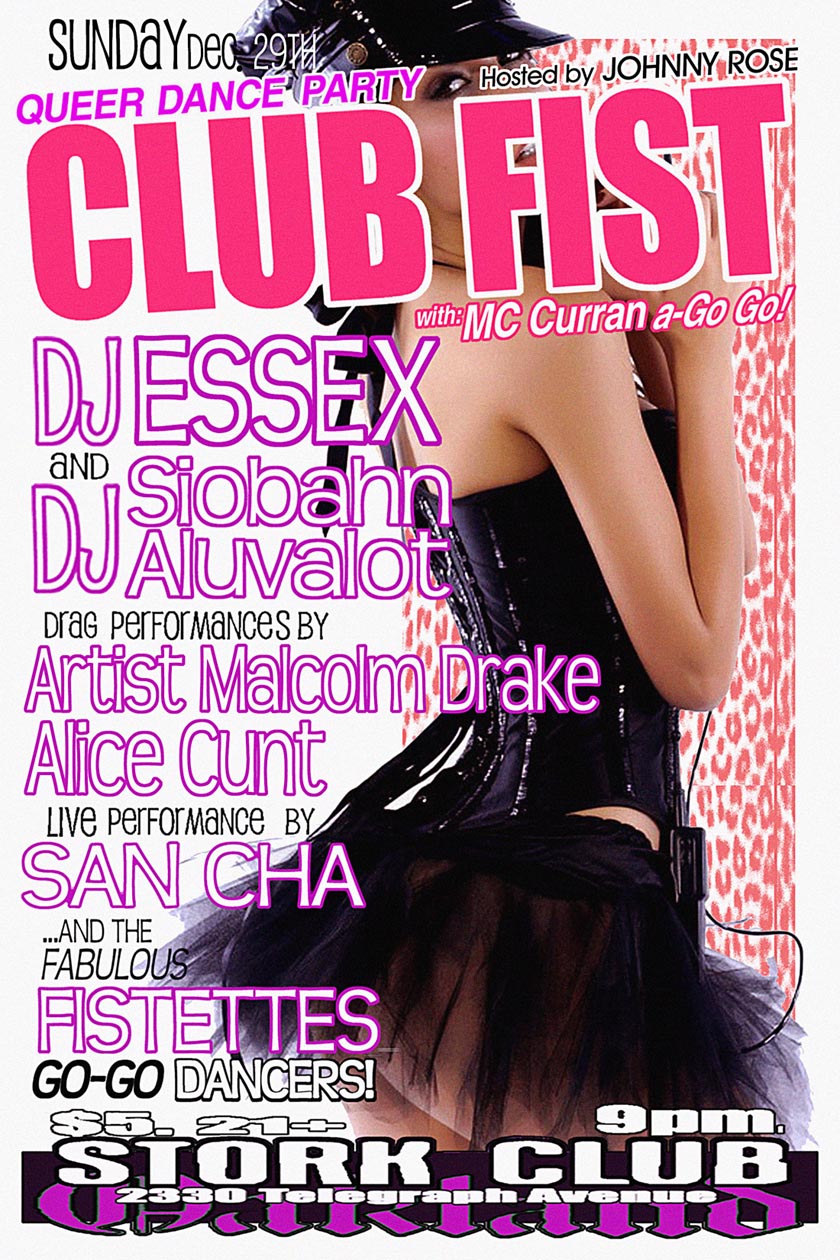 SUNDAY DEC. 29TH
Hosted by JOHNNY ROSE
QUEER DANCE PARTY
CLUB FIST
with: MC Curran a-Go Go!
DJ ESSEX
AND
DJ Siobahn
Aluvalot
DRAG PERFORMANCES BY
Artist Malcolm Drake
Alice Cunt
LIVE PERFORMANCE BY
SAN CHA
...AND THE
FABULOUS
FISTETTES
GO-GO DANCERS!
$5. 21+ 9pm.
STORK CLUB
2330 Telegraph Avenue
Oakland